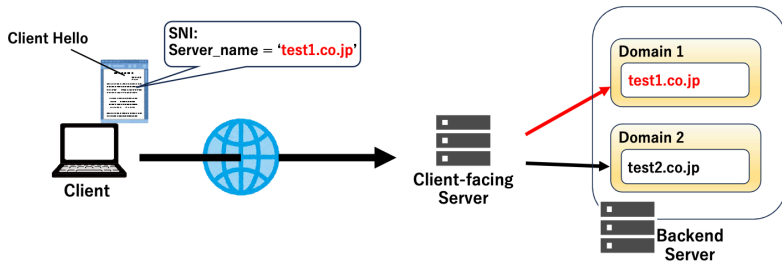 Client Hello
SNI:
Server_name = ‘test1.co.jp’
Client
Client-facing
Server
Domain 1
test1.co.jp
Domain 2
test2.co.jp
Backend
Server